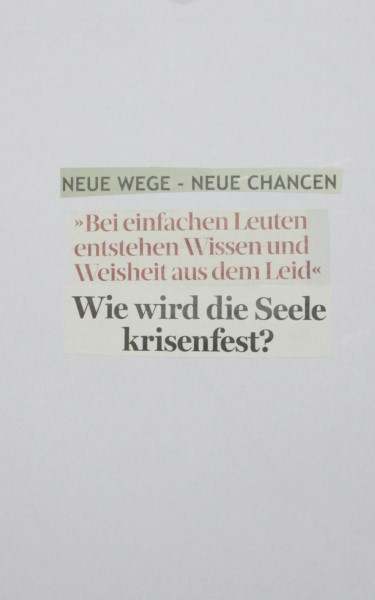 NEUE WEGE - NEUE CHANCEN
»Bei einfachen Leuten
entstehen Wissen und
Weisheit aus dem Leid«
Wie wird die Seele
krisenfest?